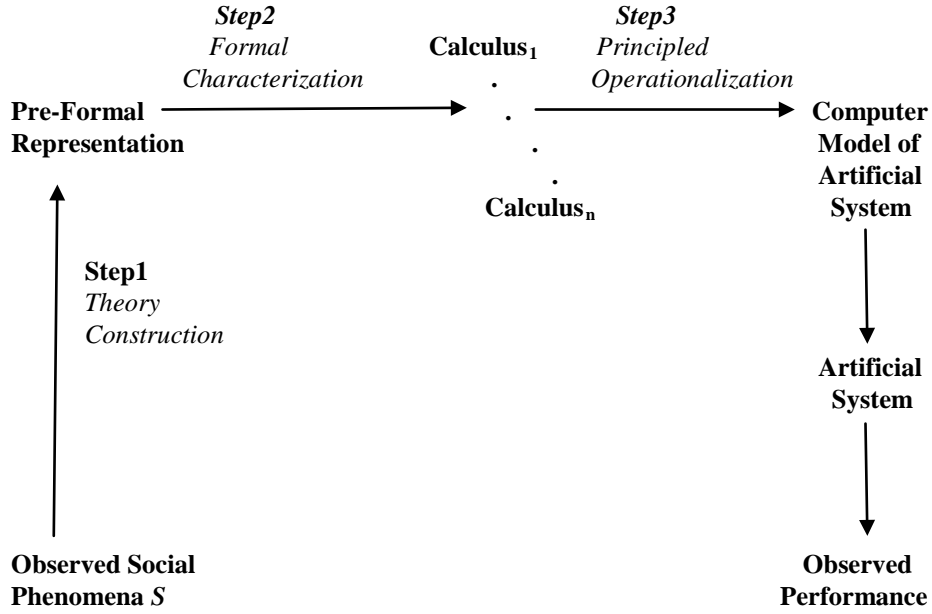 Step2
Formal
Characterization
Calculus1
.
.
.
.
Calculusn
Step3
Principled
Operationalization
Pre-Formal
Representation
Computer
Model of
Artificial
System
Step1
Theory
Construction
Artificial
System
Observed Social
Phenomena S
Observed
Performance